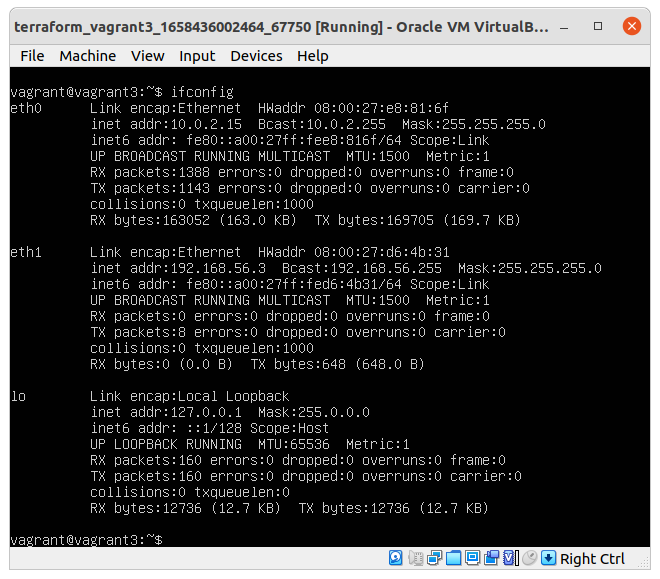 terraform_vagrant3_1658436002464_67750 [Running] - Oracle VM VirtualB...
File Machine View Input Devices Help
vagrant@vagrant3:~$ ifconfig
eth0 Link encap:Ethernet HWaddr 08:00:27:e8:81:6f
inet addr:10.0.2.15 Bcast:10.0.2.255 Mask:255.255.255.0
inet6 addr: fe80::a00:27ff:fee8:816f/64 Scope:Link
UP BROADCAST RUNNING MULTICAST MTU:1500 Metric:1
RX packets:1388 errors:0 dropped:0 overruns:0 frame:0
TX packets:1143 errors:0 dropped:0 overruns:0 carrier:0
collisions:0 txqueuelen:1000
RX bytes:163052 (163.0 KB) TX bytes:169705 (169.7 KB)
eth1 Link encap:Ethernet HWaddr 08:00:27:d6:4b:31
inet addr:192.168.56.3 Bcast:192.168.56.255 Mask:255.255.255.0
inet6 addr: fe80::a00:27ff:fed6:4b31/64 Scope:Link
UP BROADCAST RUNNING MULTICAST MTU:1500 Metric:1
RX packets:0 errors:0 dropped:0 overruns:0 frame:0
TX packets:8 errors:0 dropped:0 overruns:0 carrier:0
collisions:0 txqueuelen:1000
RX bytes:0 (0.0 B) TX bytes:648 (648.0 B)
lo Link encap:Local Loopback
inet addr:127.0.0.1 Mask:255.0.0.0
inet6 addr: ::1/128 Scope:Host
UP LOOPBACK RUNNING MTU:65536 Metric:1
RX packets:160 errors:0 dropped:0 overruns:0 frame:0
TX packets:160 errors:0 dropped:0 overruns:0 carrier:0
collisions:0 txqueuelen:0
RX bytes:12736 (12.7 KB) TX bytes:12736 (12.7 KB)
vagrant@vagrant3:~$
Right Ctrl